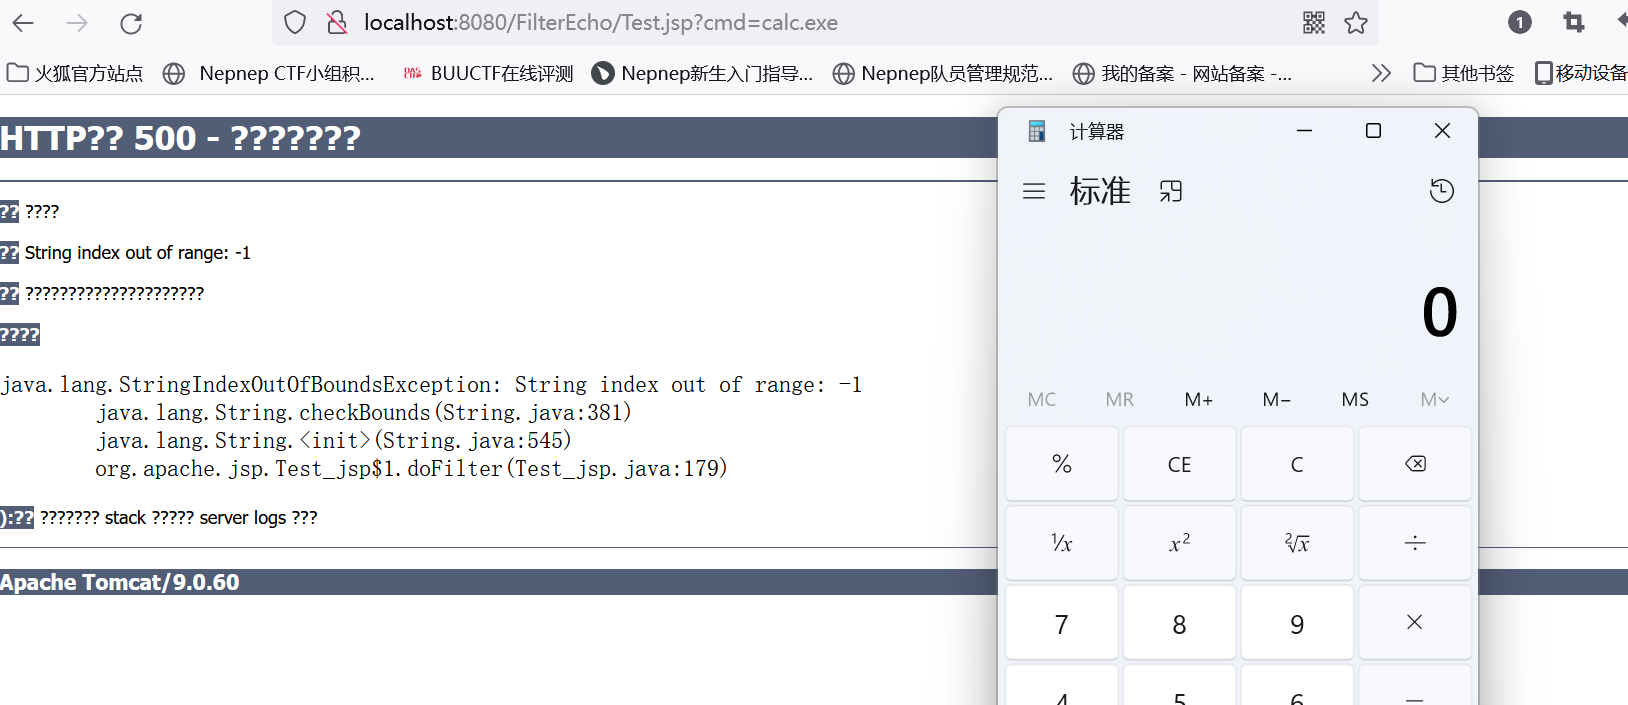 localhost:8080/FilterEcho/Test.jsp?cmd=calc.exe
1
火狐官方站点 Nepnep CTF小组织积... BUUCTF在线评测 Nepnep新生入门指导... Nepnep队员管理规范... 我的备案 - 网站备案 -... 其他书签 移动设备
HTTP?? 500 - ???????
?? ????
?? String index out of range: -1
?? ?????????????????????
????
java.lang.StringIndexOutOfBoundsException: String index out of range: -1
java.lang.String.checkBounds(String.java:381)
java.lang.String.<init>(String.java:545)
org.apache.jsp.Test_jsp$1.doFilter(Test_jsp.java:179)
):?? ??????? stack ????? server logs ???
Apache Tomcat/9.0.60
计算器
标准
0
MC MR M+ M− MS M
% CE C
¹⁄x x² ²√x ÷
7 8 9 ×
4 5 6 −